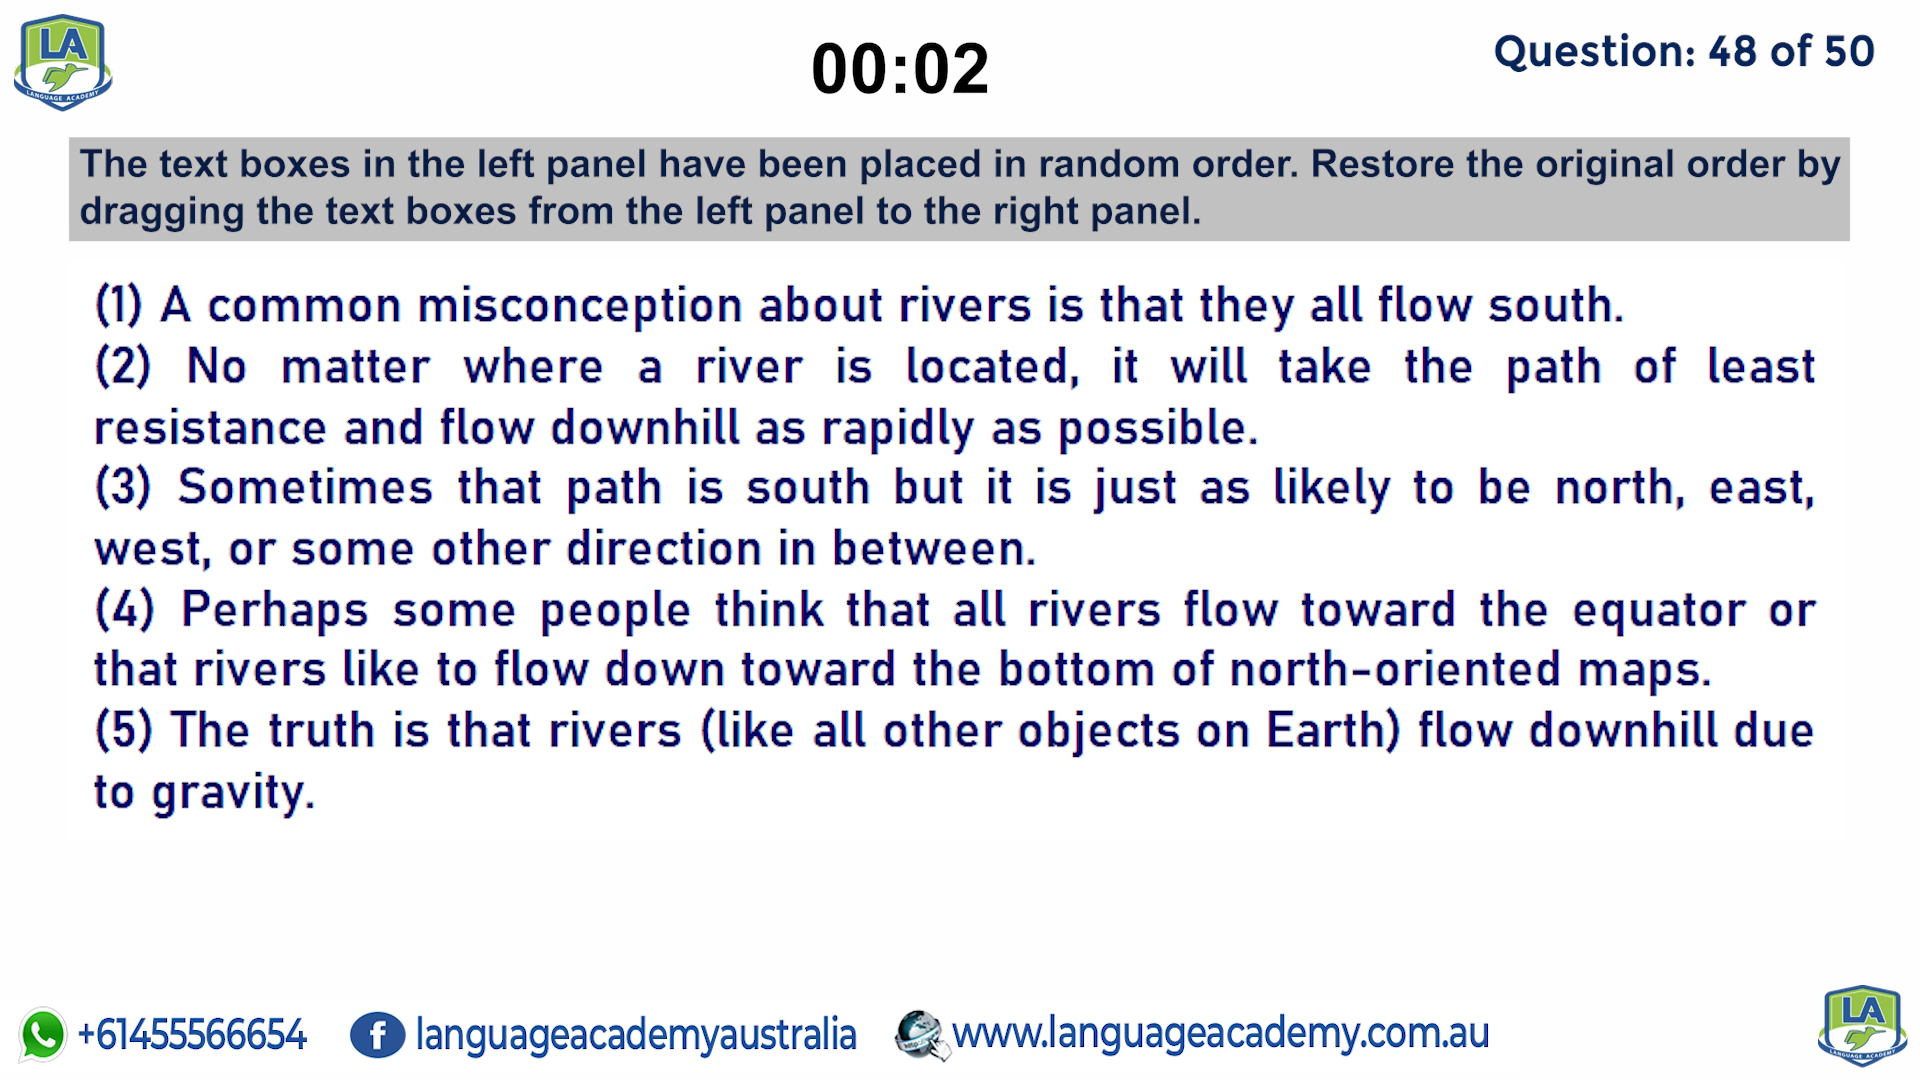 LA
LANGUAGE ACADEMY
00:02
Question: 48 of 50
The text boxes in the left panel have been placed in random order. Restore the original order by
dragging the text boxes from the left panel to the right panel.
(1) A common misconception about rivers is that they all flow south.
(2) No matter where a river is located, it will take the path of least
resistance and flow downhill as rapidly as possible.
(3) Sometimes that path is south but it is just as likely to be north, east,
west, or some other direction in between.
(4) Perhaps some people think that all rivers flow toward the equator or
that rivers like to flow down toward the bottom of north-oriented maps.
(5) The truth is that rivers (like all other objects on Earth) flow downhill due
to gravity.
+61455566654
f languageacademyaustralia
www.languageacademy.com.au
LA
LANGUAGE ACADEMY